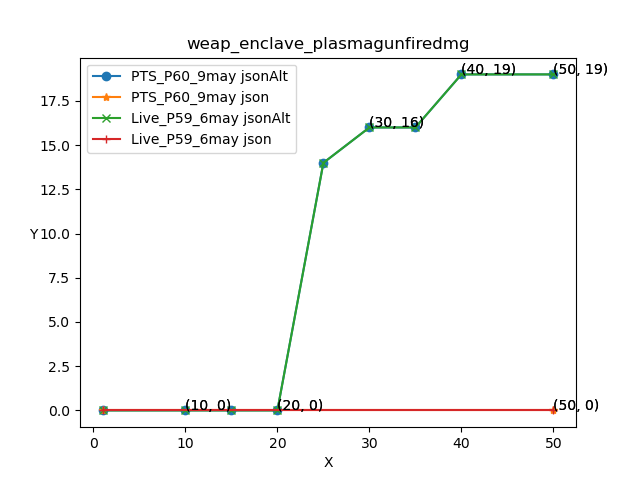 weap_enclave_plasmagunfiredmg
PTS_P60_9may jsonAlt
PTS_P60_9may json
Live_P59_6may jsonAlt
Live_P59_6may json
(40, 19)
(50, 19)
(30, 16)
(10, 0)
(20, 0)
(50, 0)
Y
17.5
15.0
12.5
10.0
7.5
5.0
2.5
0.0
0
10
20
30
40
50
X